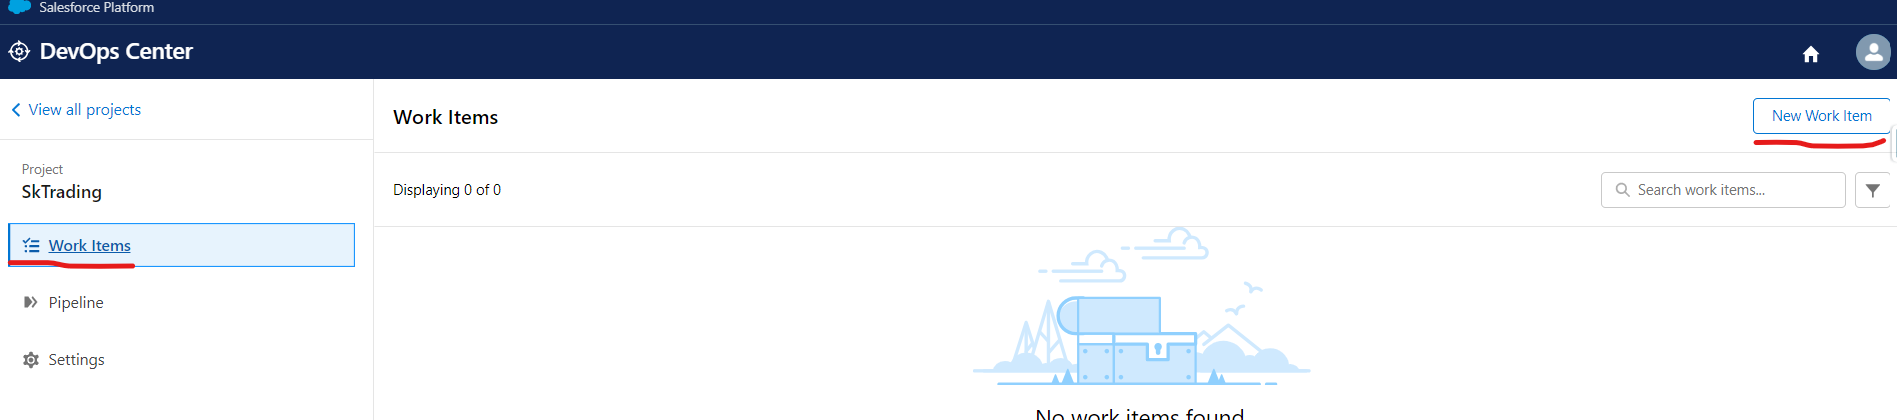 Salesforce Platform
DevOps Center
View all projects
Project
SkTrading
Work Items
Pipeline
Settings
Work Items
New Work Item
Displaying 0 of 0
Search work items...
No work items found